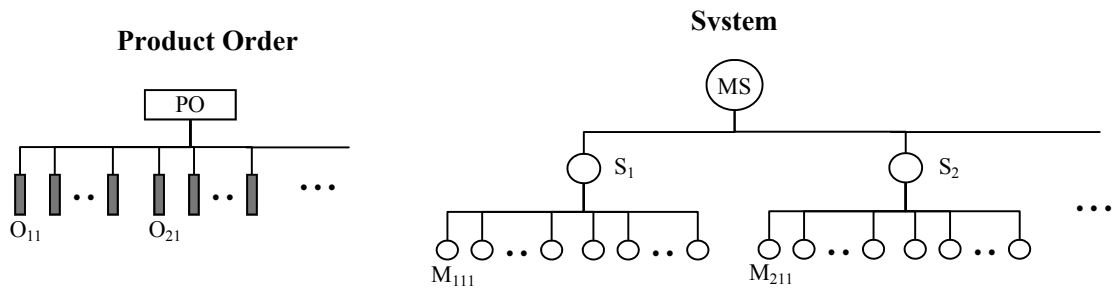 Product Order
System
PO
MS
S₁
S₂
O₁₁
O₂₁
M₁₁₁
M₂₁₁